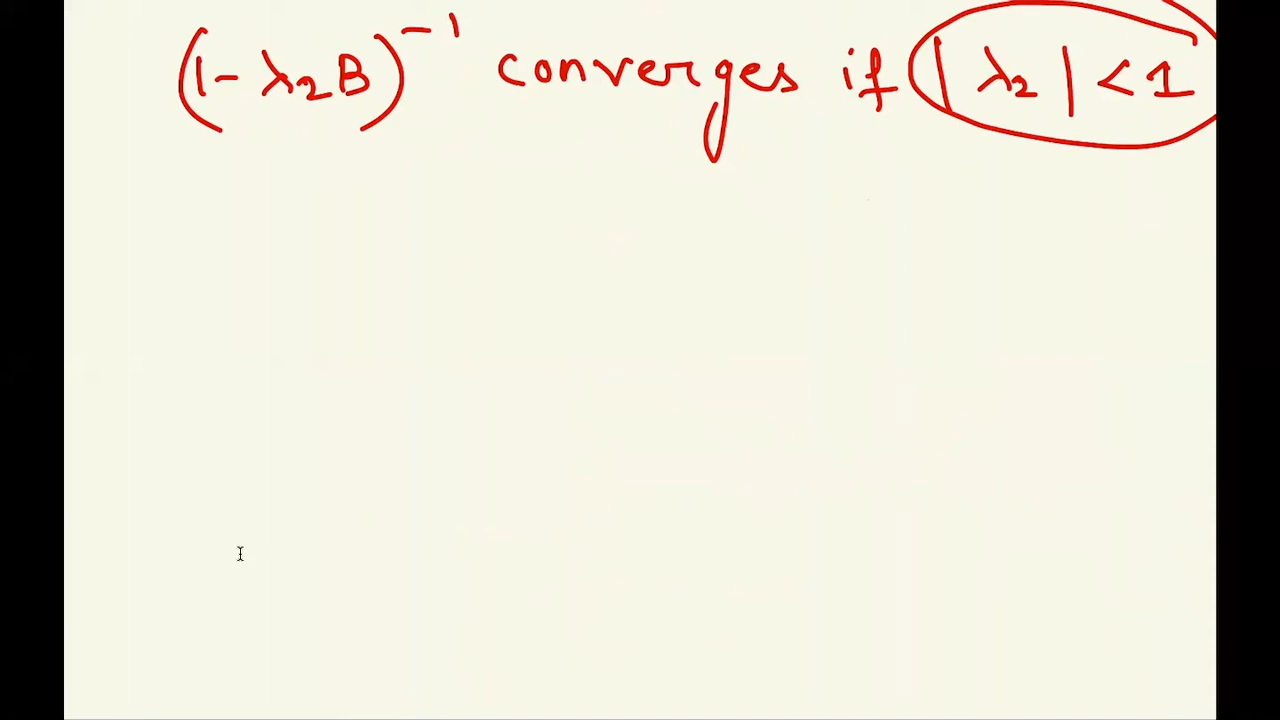 (1 - λ₂B)⁻¹ converges if |λ₂| < 1